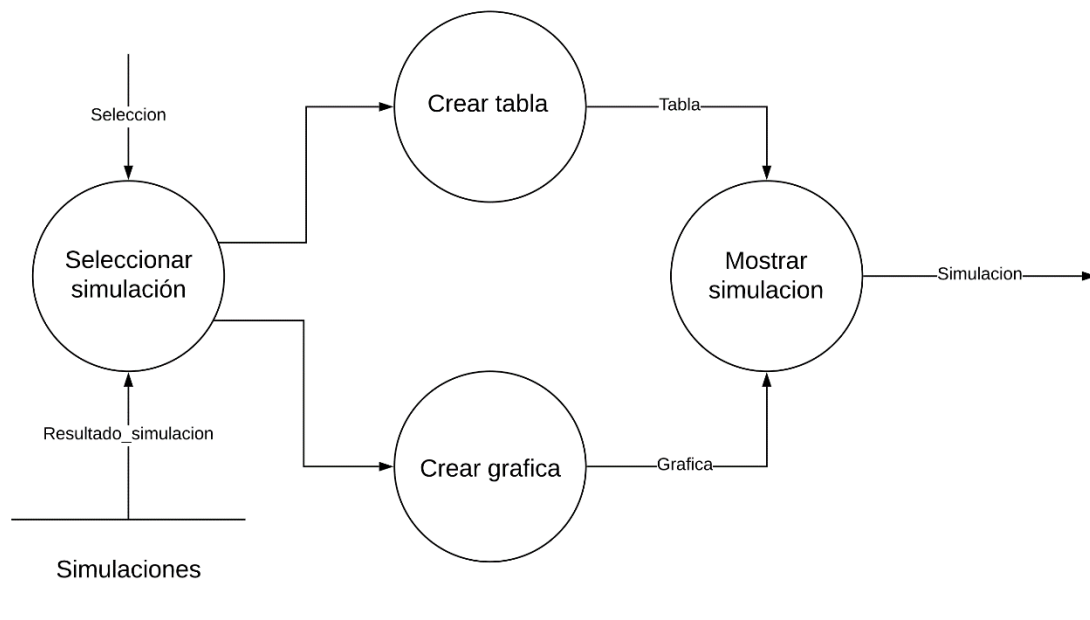 Crear tabla
Tabla
Seleccion
Seleccionar
simulación
Mostrar
simulacion
Simulacion
Resultado_simulacion
Crear grafica
Grafica
Simulaciones